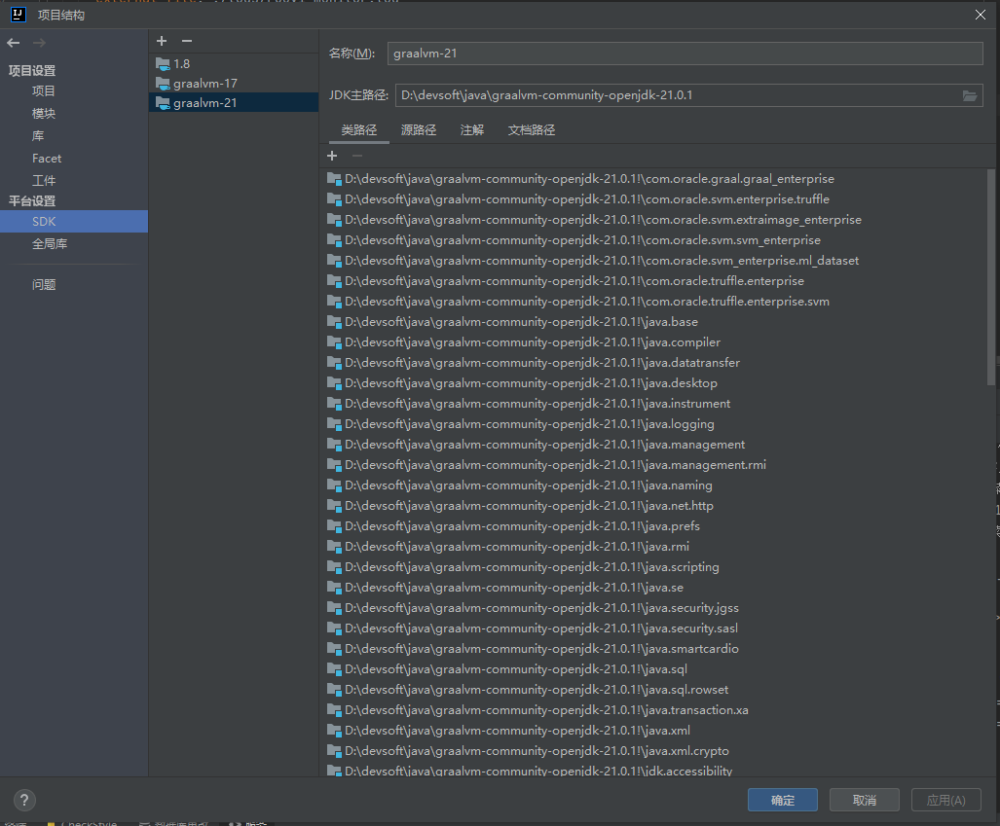 项目结构
项目设置
项目
模块
库
Facet
工件
平台设置
SDK
全局库
问题
1.8
graalvm-17
graalvm-21
名称(M): graalvm-21
JDK主路径: D:\devsoft\java\graalvm-community-openjdk-21.0.1
类路径 源路径 注解 文档路径
D:\devsoft\java\graalvm-community-openjdk-21.0.1!\com.oracle.graal.graal_enterprise
D:\devsoft\java\graalvm-community-openjdk-21.0.1!\com.oracle.svm.enterprise.truffle
D:\devsoft\java\graalvm-community-openjdk-21.0.1!\com.oracle.svm.extraimage_enterprise
D:\devsoft\java\graalvm-community-openjdk-21.0.1!\com.oracle.svm.svm_enterprise
D:\devsoft\java\graalvm-community-openjdk-21.0.1!\com.oracle.svm_enterprise.ml_dataset
D:\devsoft\java\graalvm-community-openjdk-21.0.1!\com.oracle.truffle.enterprise
D:\devsoft\java\graalvm-community-openjdk-21.0.1!\com.oracle.truffle.enterprise.svm
D:\devsoft\java\graalvm-community-openjdk-21.0.1!\java.base
D:\devsoft\java\graalvm-community-openjdk-21.0.1!\java.compiler
D:\devsoft\java\graalvm-community-openjdk-21.0.1!\java.datatransfer
D:\devsoft\java\graalvm-community-openjdk-21.0.1!\java.desktop
D:\devsoft\java\graalvm-community-openjdk-21.0.1!\java.instrument
D:\devsoft\java\graalvm-community-openjdk-21.0.1!\java.logging
D:\devsoft\java\graalvm-community-openjdk-21.0.1!\java.management
D:\devsoft\java\graalvm-community-openjdk-21.0.1!\java.management.rmi
D:\devsoft\java\graalvm-community-openjdk-21.0.1!\java.naming
D:\devsoft\java\graalvm-community-openjdk-21.0.1!\java.net.http
D:\devsoft\java\graalvm-community-openjdk-21.0.1!\java.prefs
D:\devsoft\java\graalvm-community-openjdk-21.0.1!\java.rmi
D:\devsoft\java\graalvm-community-openjdk-21.0.1!\java.scripting
D:\devsoft\java\graalvm-community-openjdk-21.0.1!\java.se
D:\devsoft\java\graalvm-community-openjdk-21.0.1!\java.security.jgss
D:\devsoft\java\graalvm-community-openjdk-21.0.1!\java.security.sasl
D:\devsoft\java\graalvm-community-openjdk-21.0.1!\java.smartcardio
D:\devsoft\java\graalvm-community-openjdk-21.0.1!\java.sql
D:\devsoft\java\graalvm-community-openjdk-21.0.1!\java.sql.rowset
D:\devsoft\java\graalvm-community-openjdk-21.0.1!\java.transaction.xa
D:\devsoft\java\graalvm-community-openjdk-21.0.1!\java.xml
D:\devsoft\java\graalvm-community-openjdk-21.0.1!\java.xml.crypto
D:\devsoft\java\graalvm-community-openjdk-21.0.1!\jdk.accessibility
确定 取消 应用(A)